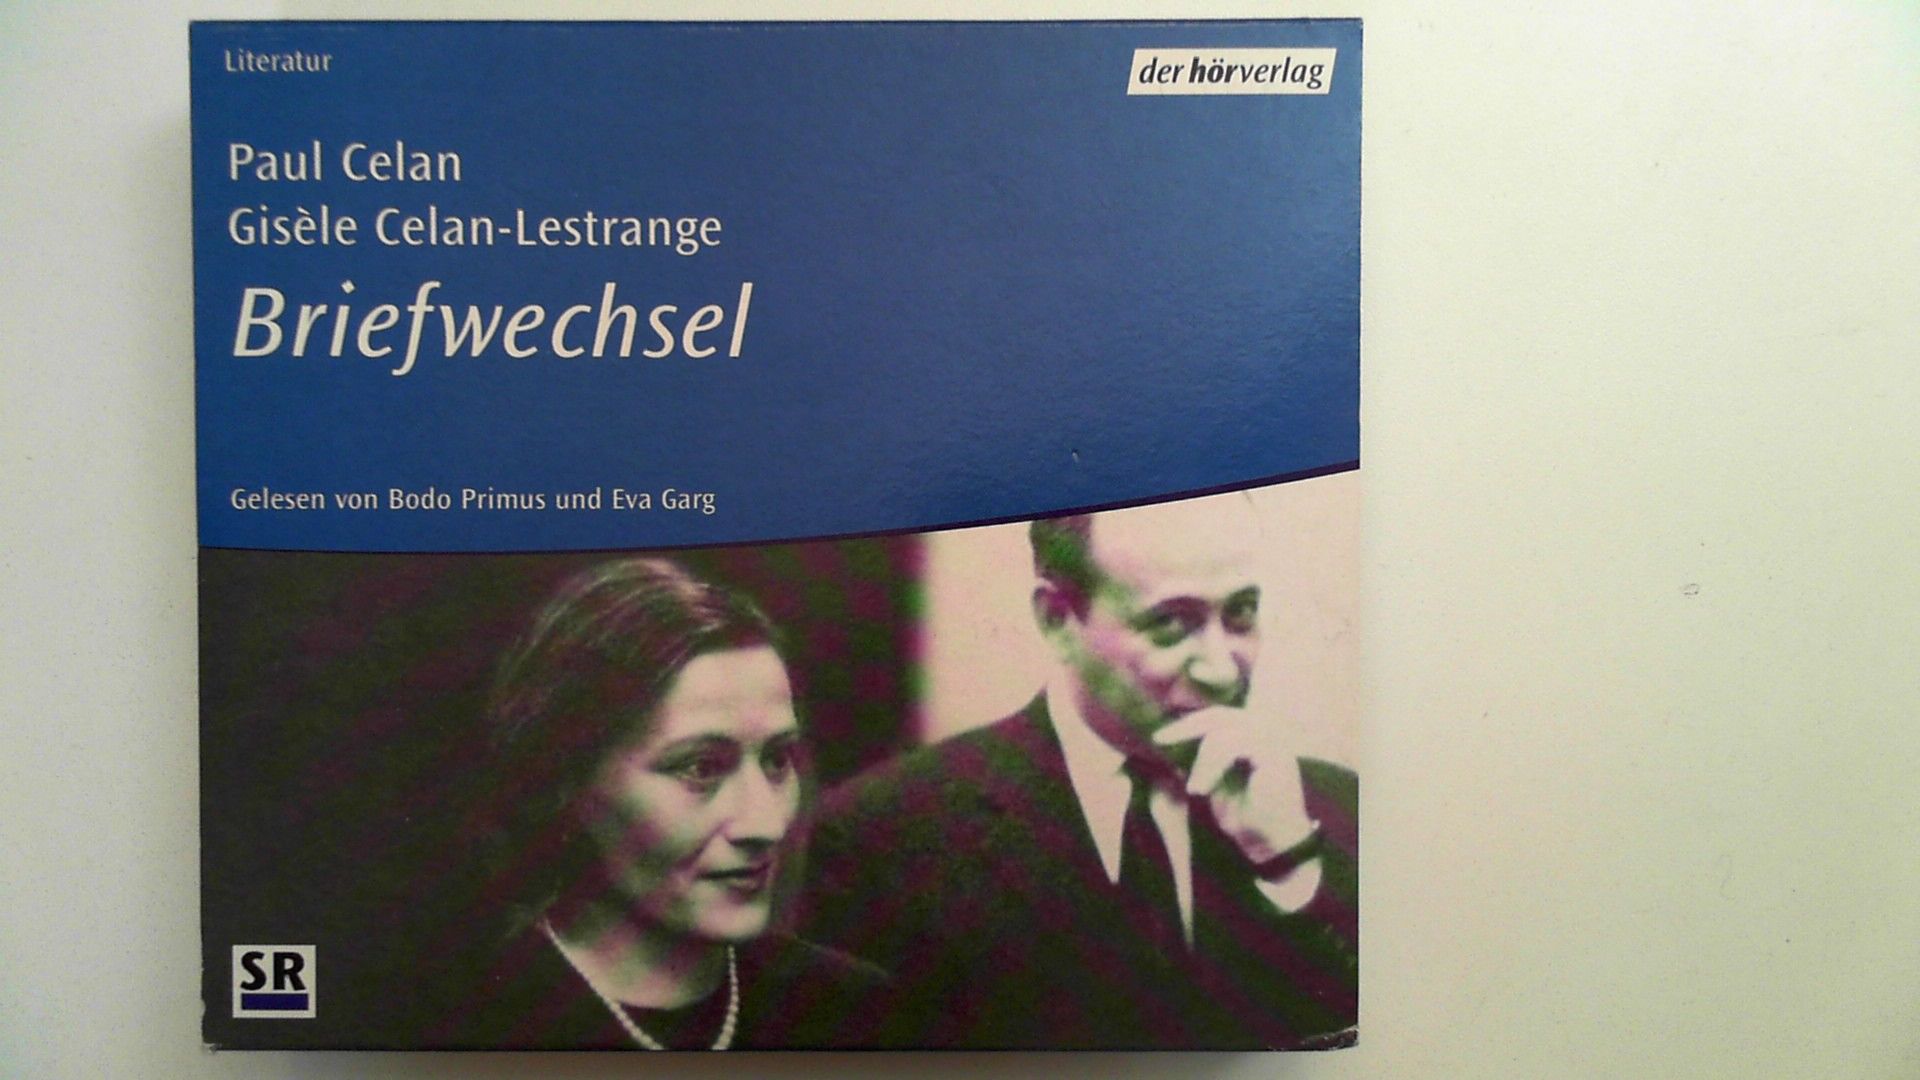 Literatur
der hörverlag
Paul Celan
Gisèle Celan-Lestrange
Briefwechsel
Gelesen von Bodo Primus und Eva Garg
SR